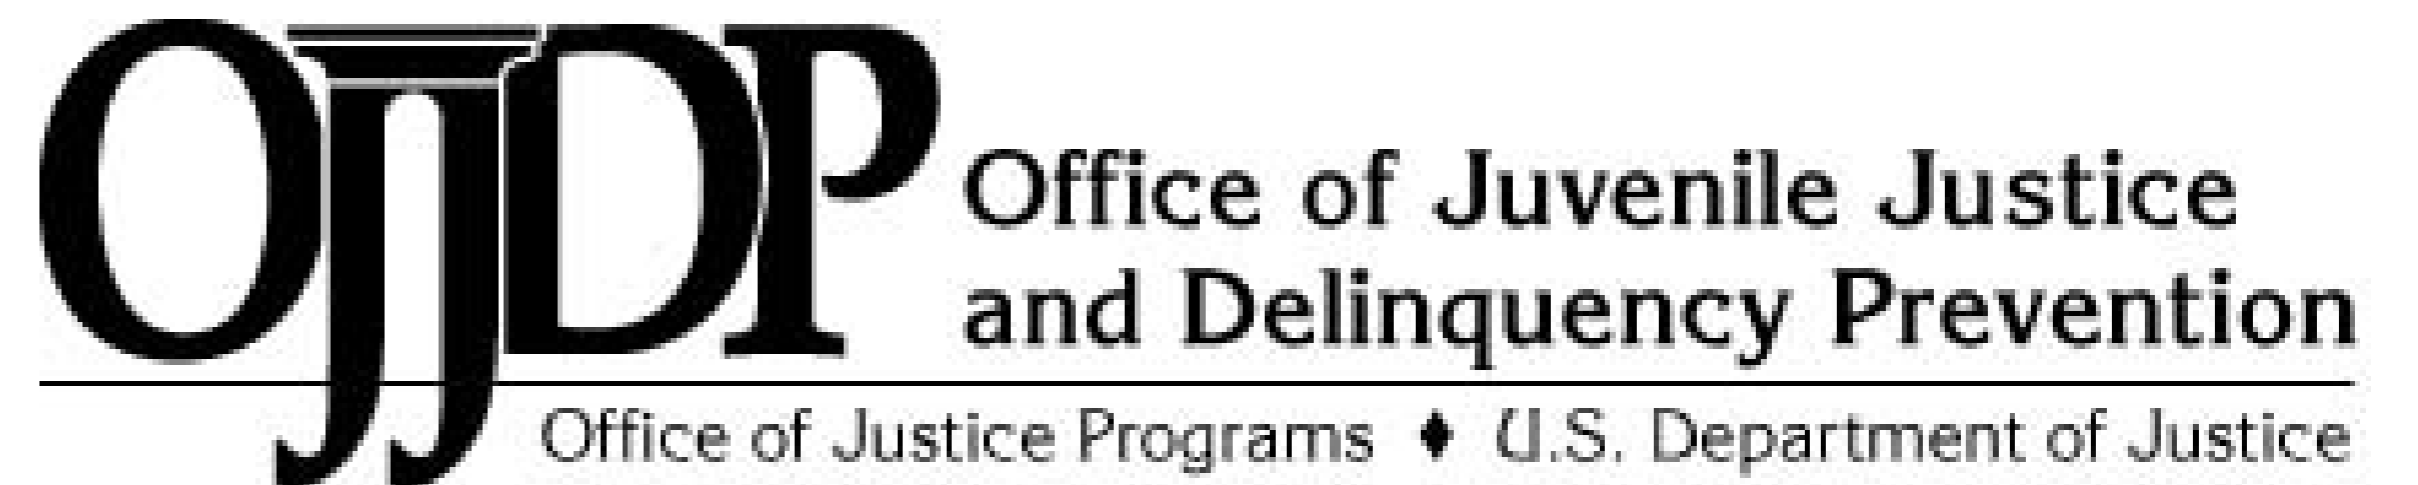 OJJDP
Office of Juvenile Justice
and Delinquency Prevention
Office of Justice Programs ♦ U.S. Department of Justice